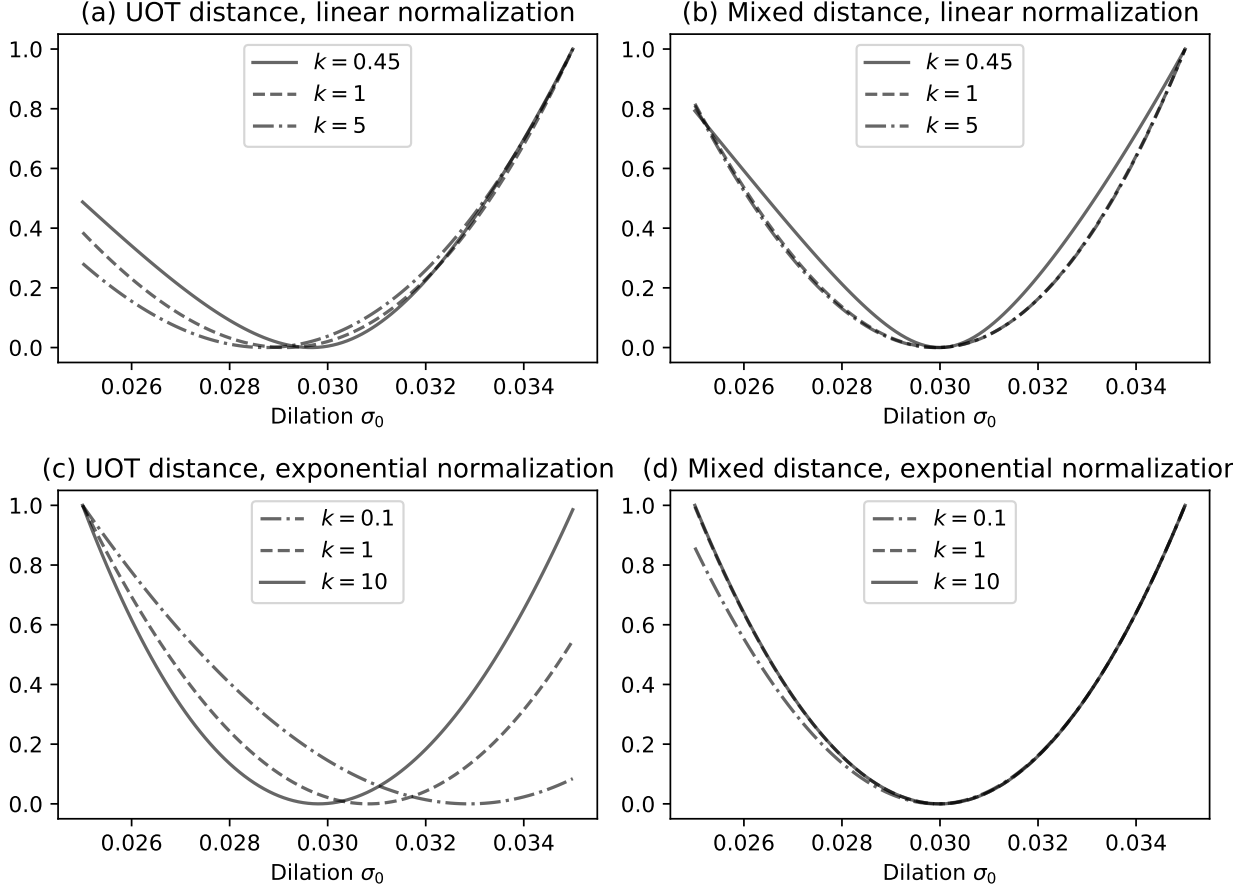 (a) UOT distance, linear normalization
1.0
0.8
0.6
0.4
0.2
0.0
k = 0.45
k = 1
k = 5
0.026 0.028 0.030 0.032 0.034
Dilation σ₀
(b) Mixed distance, linear normalization
1.0
0.8
0.6
0.4
0.2
0.0
k = 0.45
k = 1
k = 5
0.026 0.028 0.030 0.032 0.034
Dilation σ₀
(c) UOT distance, exponential normalization
1.0
0.8
0.6
0.4
0.2
0.0
k = 0.1
k = 1
k = 10
0.026 0.028 0.030 0.032 0.034
Dilation σ₀
(d) Mixed distance, exponential normalization
1.0
0.8
0.6
0.4
0.2
0.0
k = 0.1
k = 1
k = 10
0.026 0.028 0.030 0.032 0.034
Dilation σ₀